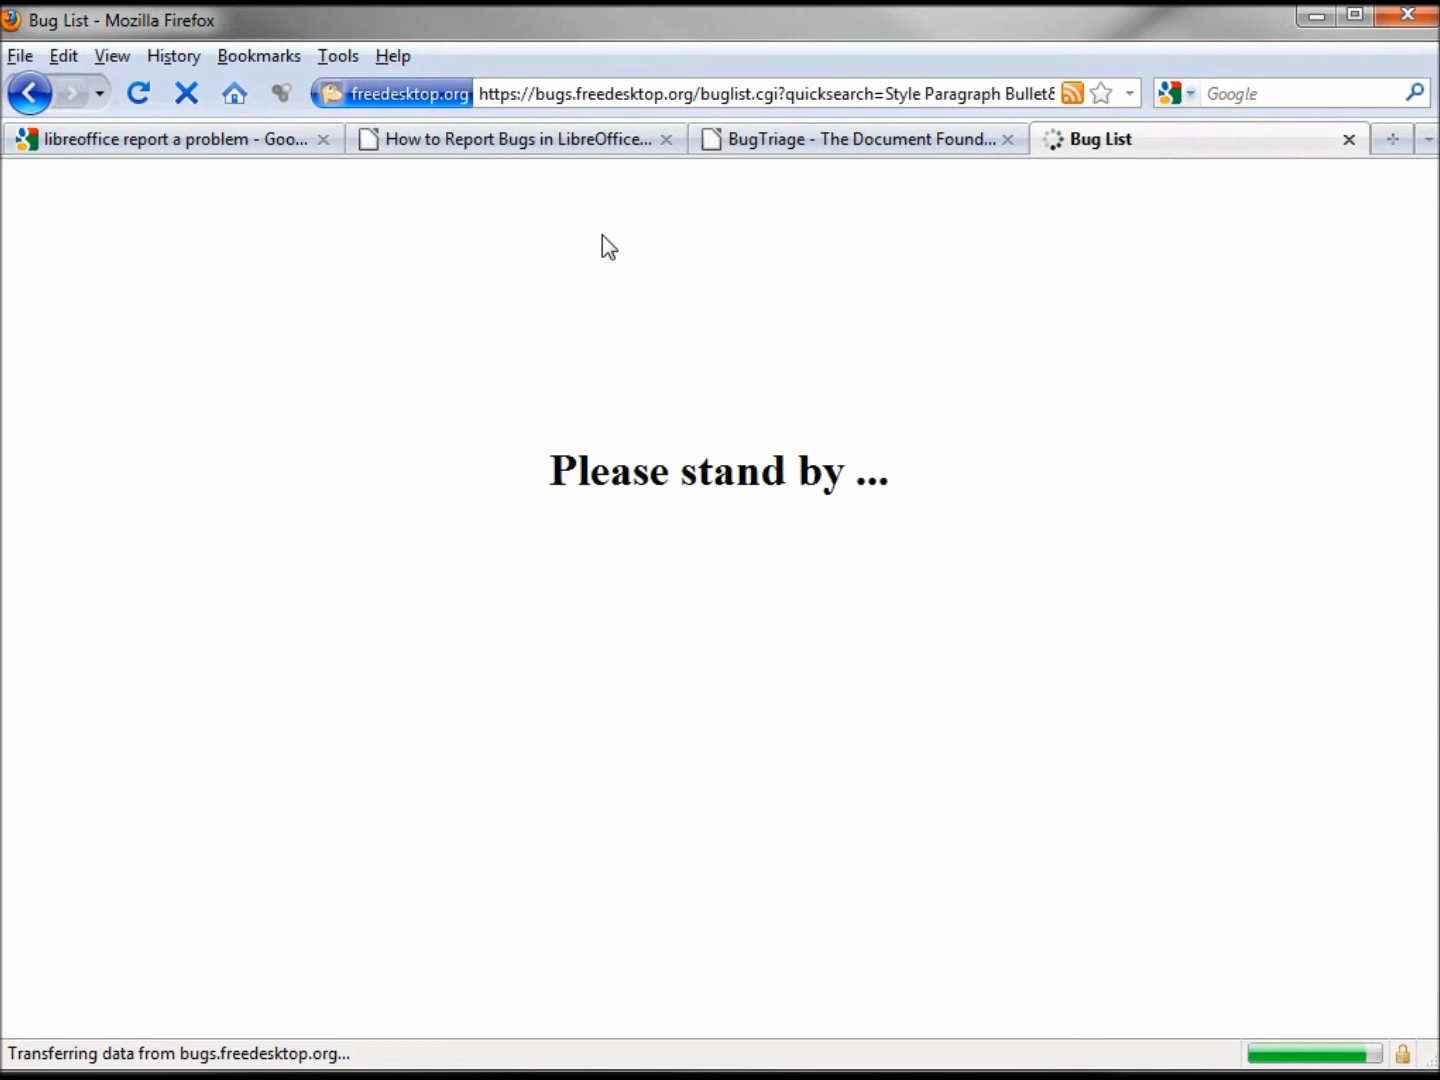 Bug List - Mozilla Firefox
File Edit View History Bookmarks Tools Help
freedesktop.org https://bugs.freedesktop.org/buglist.cgi?quicksearch=Style Paragraph Bullet& Google
libreoffice report a problem - Goo... How to Report Bugs in LibreOffice... BugTriage - The Document Found... Bug List
Please stand by ...
Transferring data from bugs.freedesktop.org...